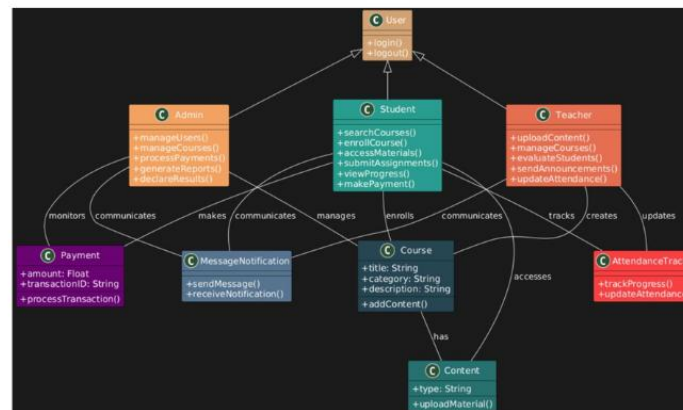 C User
+login()
+logout()
C Admin
+manageUsers()
+manageCourses()
+processPayments()
+generateReports()
+declareResults()
C Student
+searchCourses()
+enrollCourse()
+accessMaterials()
+submitAssignments()
+viewProgress()
+makePayment()
C Teacher
+uploadContent()
+manageCourses()
+evaluateStudents()
+sendAnnouncements()
+updateAttendance()
monitors
communicates
makes
communicates
manages
enrolls
communicates
tracks
creates
updates
C Payment
+amount: Float
+transactionID: String
+processTransaction()
C MessageNotification
+sendMessage()
+receiveNotification()
C Course
+title: String
+category: String
+description: String
+addContent()
accesses
C AttendanceTrac
+trackProgress()
+updateAttendance
has
C Content
+type: String
+uploadMaterial()